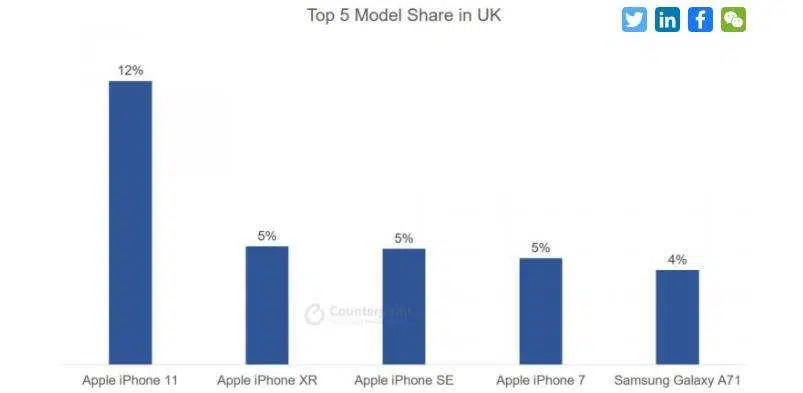 Top 5 Model Share in UK
12%
5%
5%
5%
4%
Counterpoint
Apple iPhone 11
Apple iPhone XR
Apple iPhone SE
Apple iPhone 7
Samsung Galaxy A71